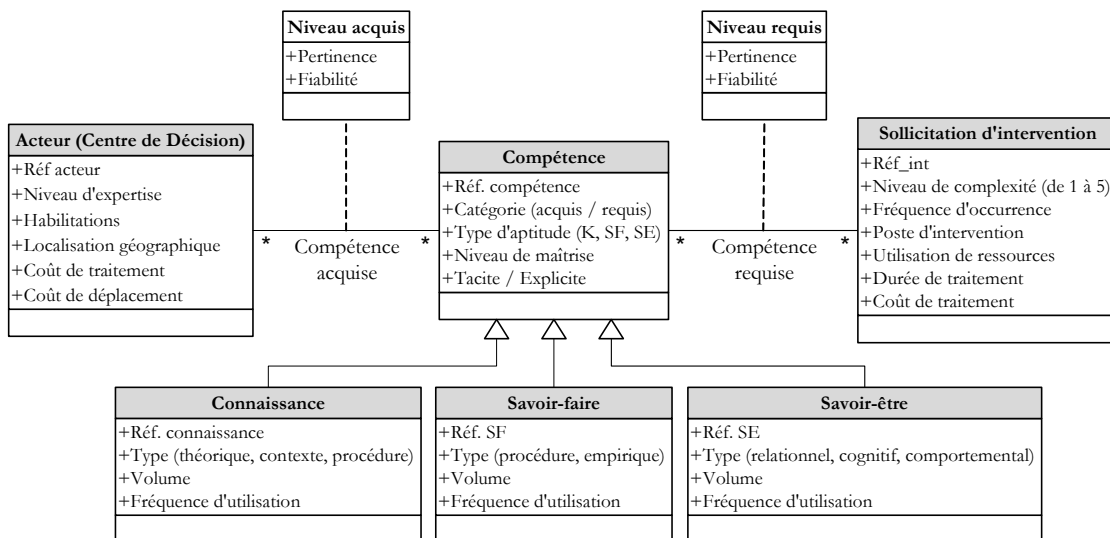 Niveau acquis
+Pertinence
+Fiabilité
Niveau requis
+Pertinence
+Fiabilité
Acteur (Centre de Décision)
+Réf acteur
+Niveau d'expertise
+Habilitations
+Localisation géographique
+Coût de traitement
+Coût de déplacement
*
Compétence
acquise
*
Compétence
+Réf. compétence
+Catégorie (acquis / requis)
+Type d'aptitude (K, SF, SE)
+Niveau de maîtrise
+Tacite / Explicite
*
Compétence
requise
*
Sollicitation d'intervention
+Réf_int
+Niveau de complexité (de 1 à 5)
+Fréquence d'occurrence
+Poste d'intervention
+Utilisation de ressources
+Durée de traitement
+Coût de traitement
Connaissance
+Réf. connaissance
+Type (théorique, contexte, procédure)
+Volume
+Fréquence d'utilisation
Savoir-faire
+Réf. SF
+Type (procédure, empirique)
+Volume
+Fréquence d'utilisation
Savoir-être
+Réf. SE
+Type (relationnel, cognitif, comportemental)
+Volume
+Fréquence d'utilisation